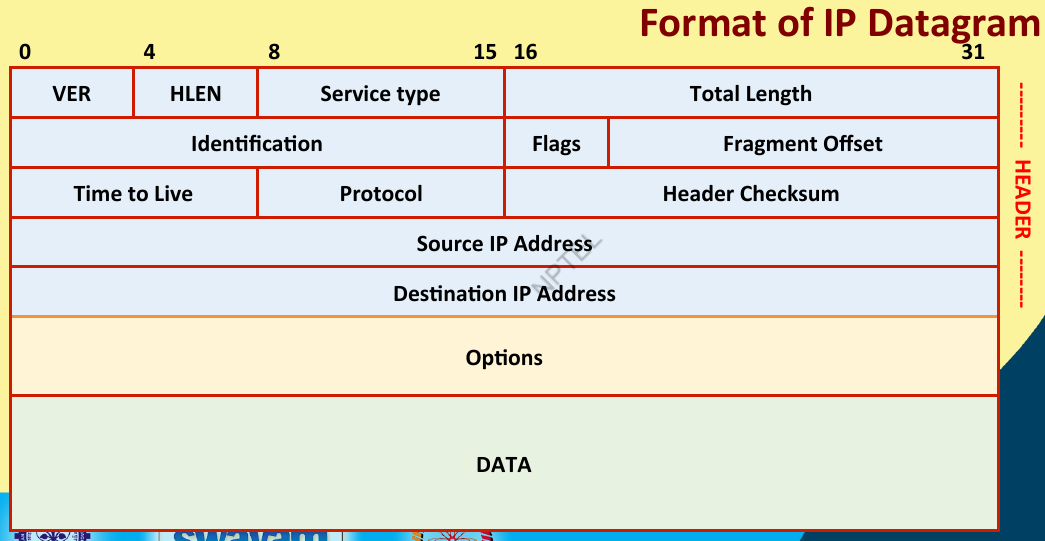 Format of IP Datagram
0 4 8 15 16 31
VER HLEN Service type Total Length
Identification Flags Fragment Offset
Time to Live Protocol Header Checksum
Source IP Address
Destination IP Address
Options
DATA
-------- HEADER --------
NPTEL
swayam